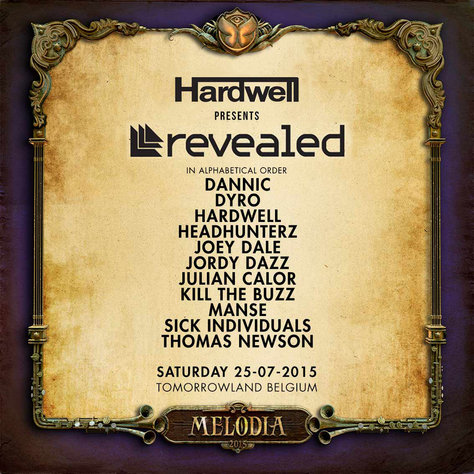 Hardwell
PRESENTS
revealed
IN ALPHABETICAL ORDER
DANNIC
DYRO
HARDWELL
HEADHUNTERZ
JOEY DALE
JORDY DAZZ
JULIAN CALOR
KILL THE BUZZ
MANSE
SICK INDIVIDUALS
THOMAS NEWSON
SATURDAY 25-07-2015
TOMORROWLAND BELGIUM
MELODIA
2015